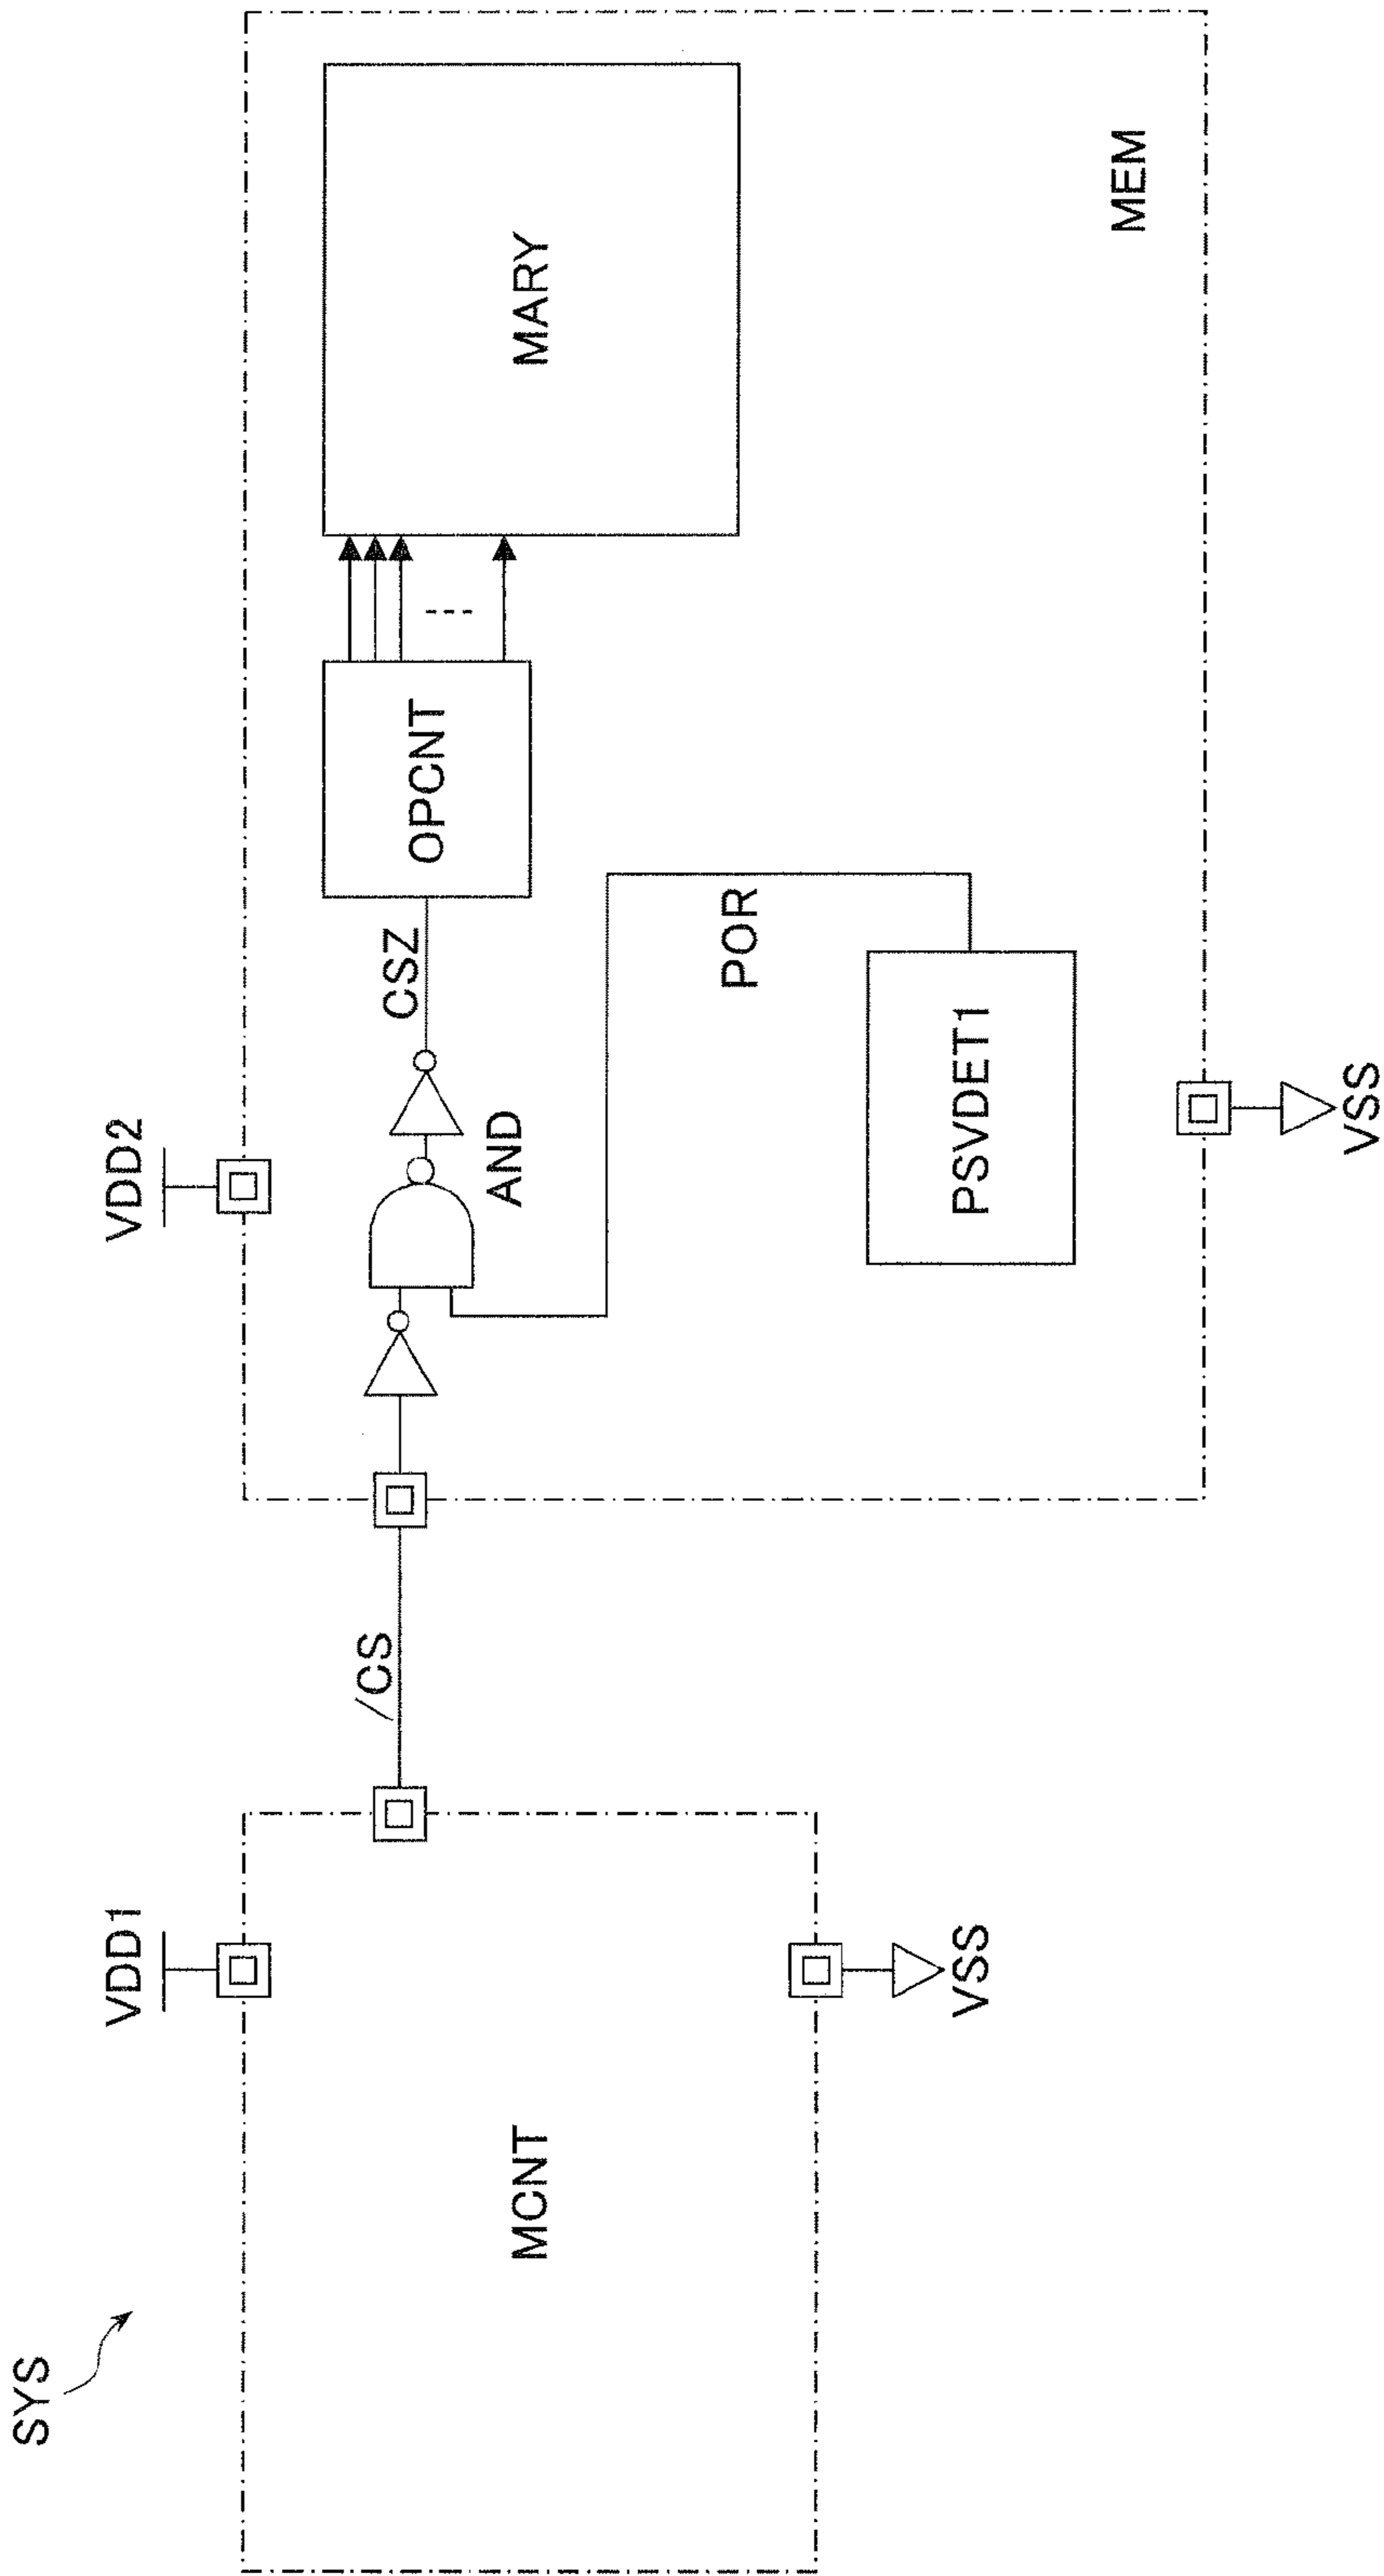 SYS
VDD1
MCNT
VSS
/CS
VDD2
AND
CSZ
OPCNT
MARY
POR
PSVDET1
MEM
VSS